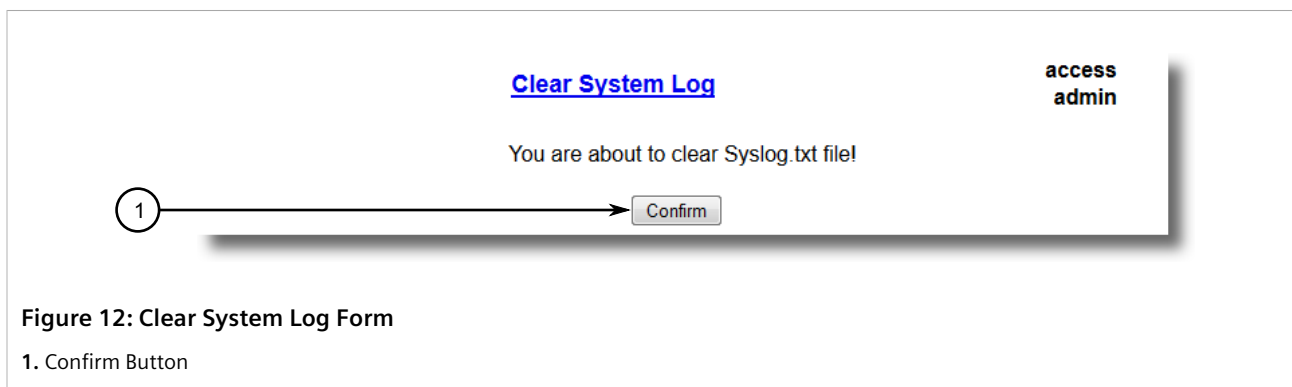 Clear System Log
access
admin
You are about to clear Syslog.txt file!
1
Confirm
Figure 12: Clear System Log Form
1. Confirm Button